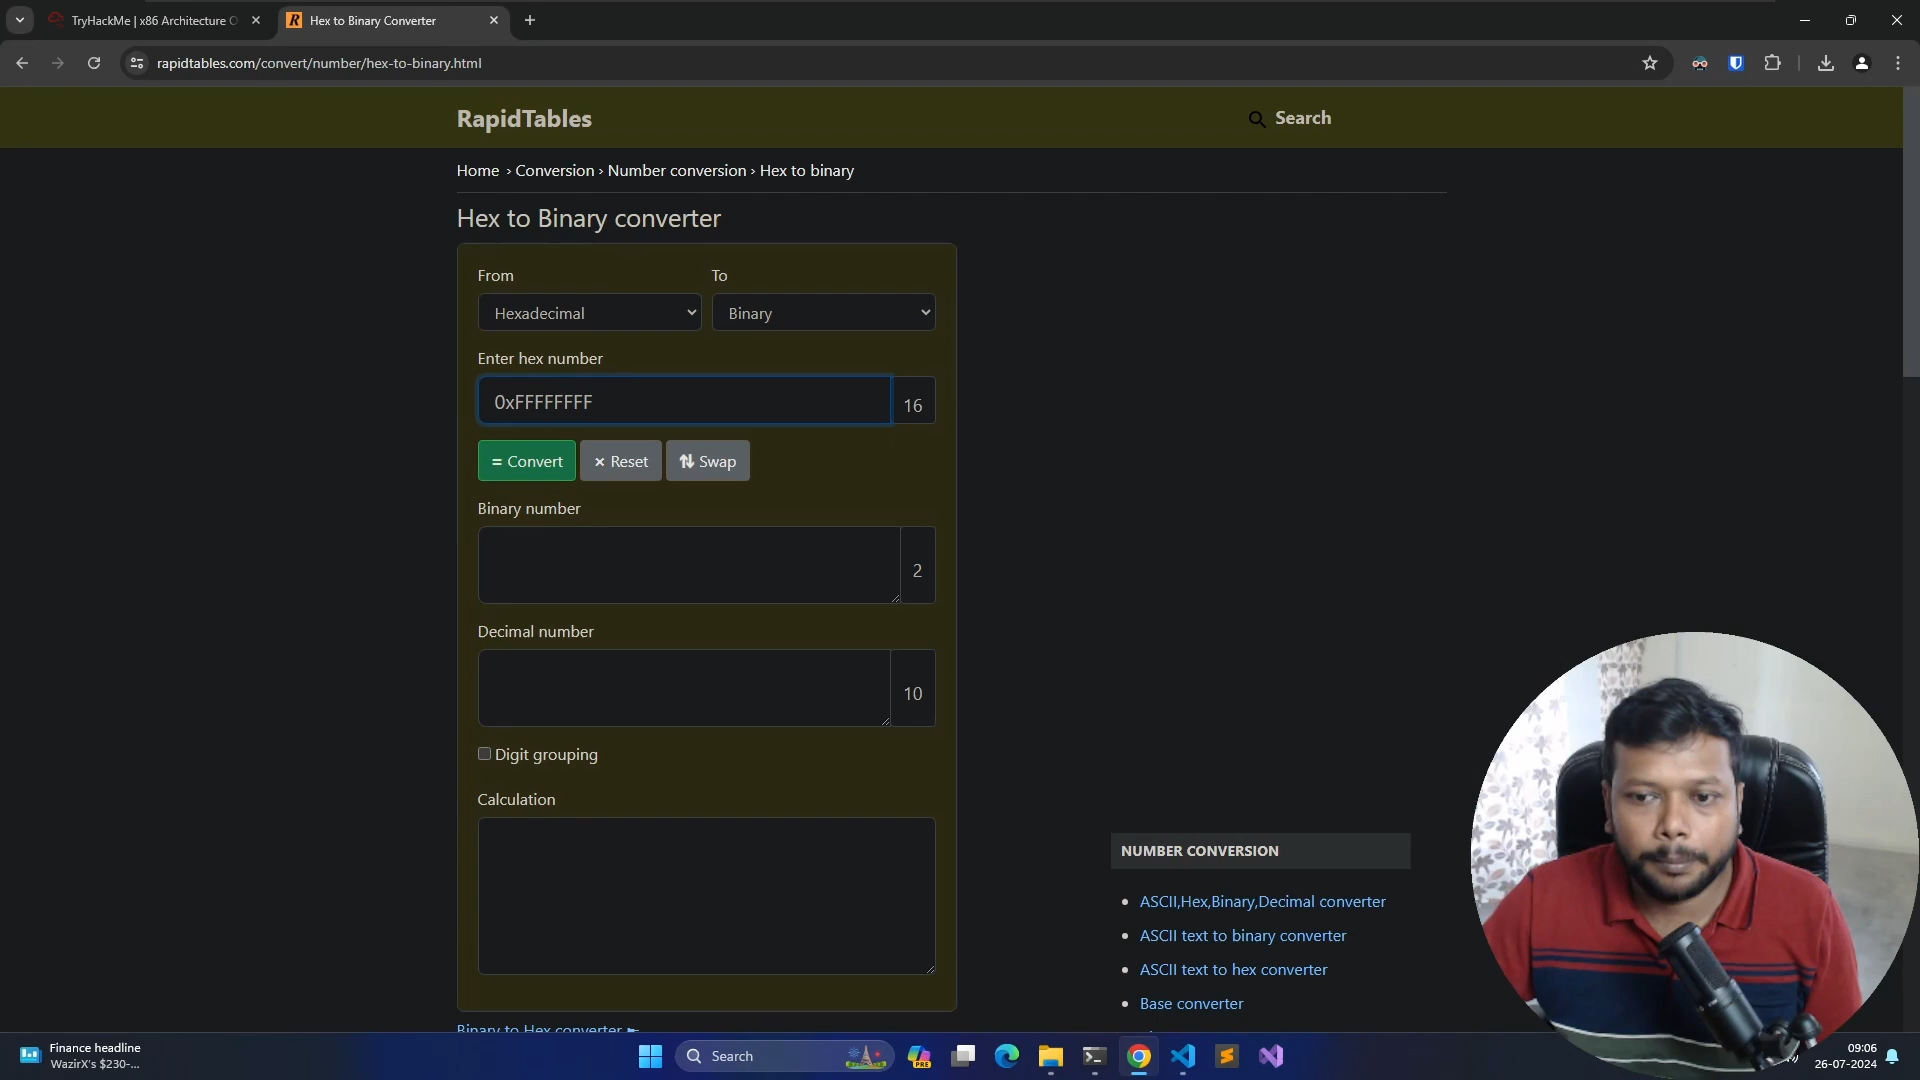 TryHackMe | x86 Architecture O
Hex to Binary Converter
rapidtables.com/convert/number/hex-to-binary.html
RapidTables
Search
Home › Conversion › Number conversion › Hex to binary
Hex to Binary converter
From
To
Hexadecimal
Binary
Enter hex number
0xFFFFFFFF
16
= Convert
× Reset
Swap
Binary number
2
Decimal number
10
Digit grouping
Calculation
NUMBER CONVERSION
ASCII,Hex,Binary,Decimal converter
ASCII text to binary converter
ASCII text to hex converter
Base converter
Binary to Hex converter ►
Finance headline
WazirX's $230-...
Search
PRE
09:06
26-07-2024